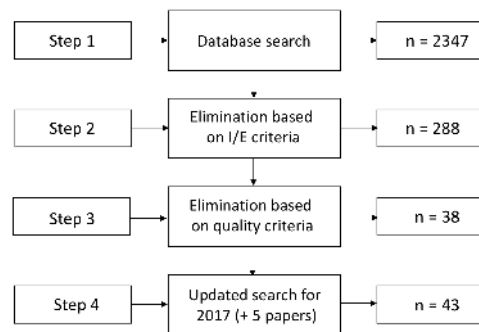 Step 1
Database search
n = 2347
Step 2
Elimination based
on I/E criteria
n = 288
Step 3
Elimination based
on quality criteria
n = 38
Step 4
Updated search for
2017 (+ 5 papers)
n = 43